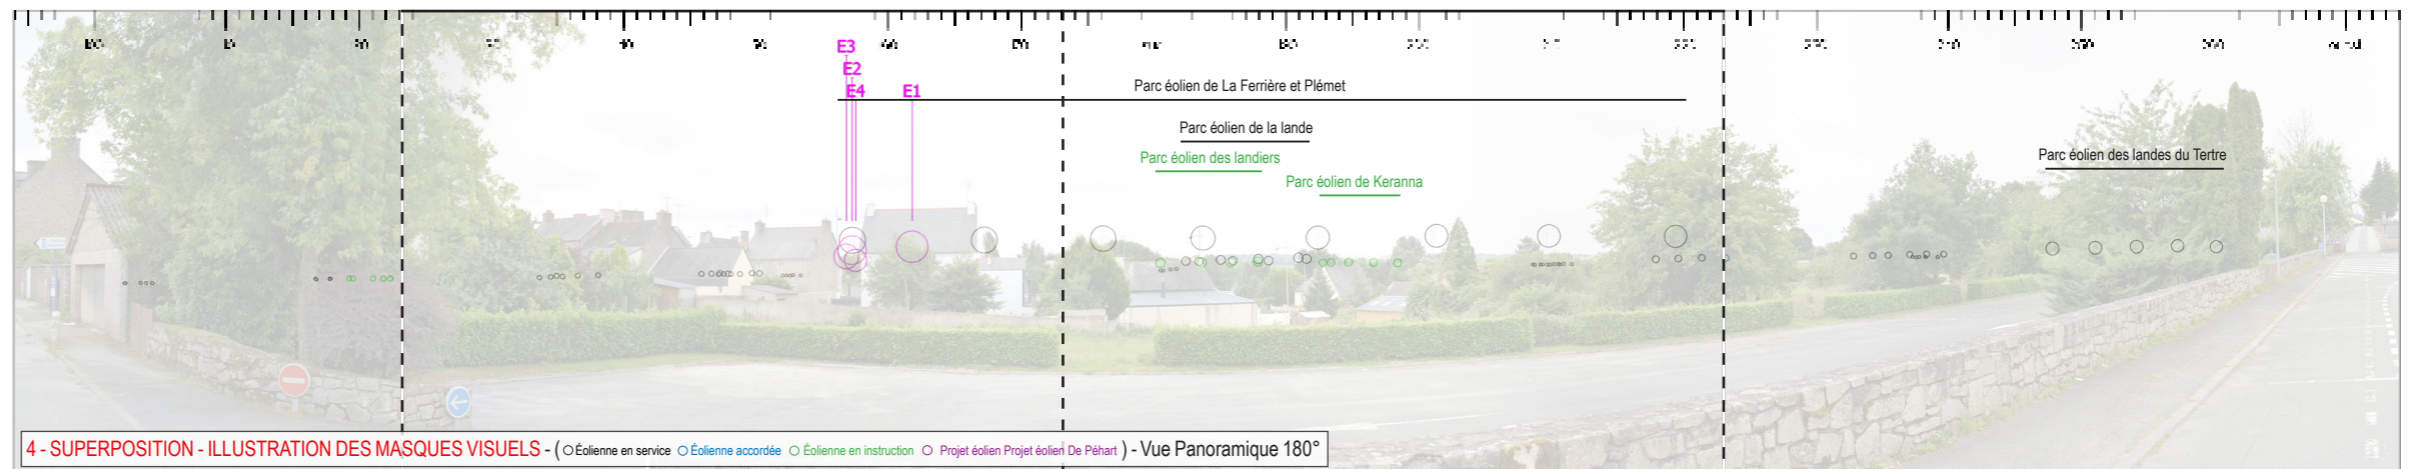 E3
E2
E4 E1
Parc éolien de La Ferrière et Plémet
Parc éolien de la lande
Parc éolien des landiers
Parc éolien de Keranna
Parc éolien des landes du Tertre
4 - SUPERPOSITION - ILLUSTRATION DES MASQUES VISUELS - ( Éolienne en service Éolienne accordée Éolienne en instruction Projet éolien Projet éolien De Péhart ) - Vue Panoramique 180°